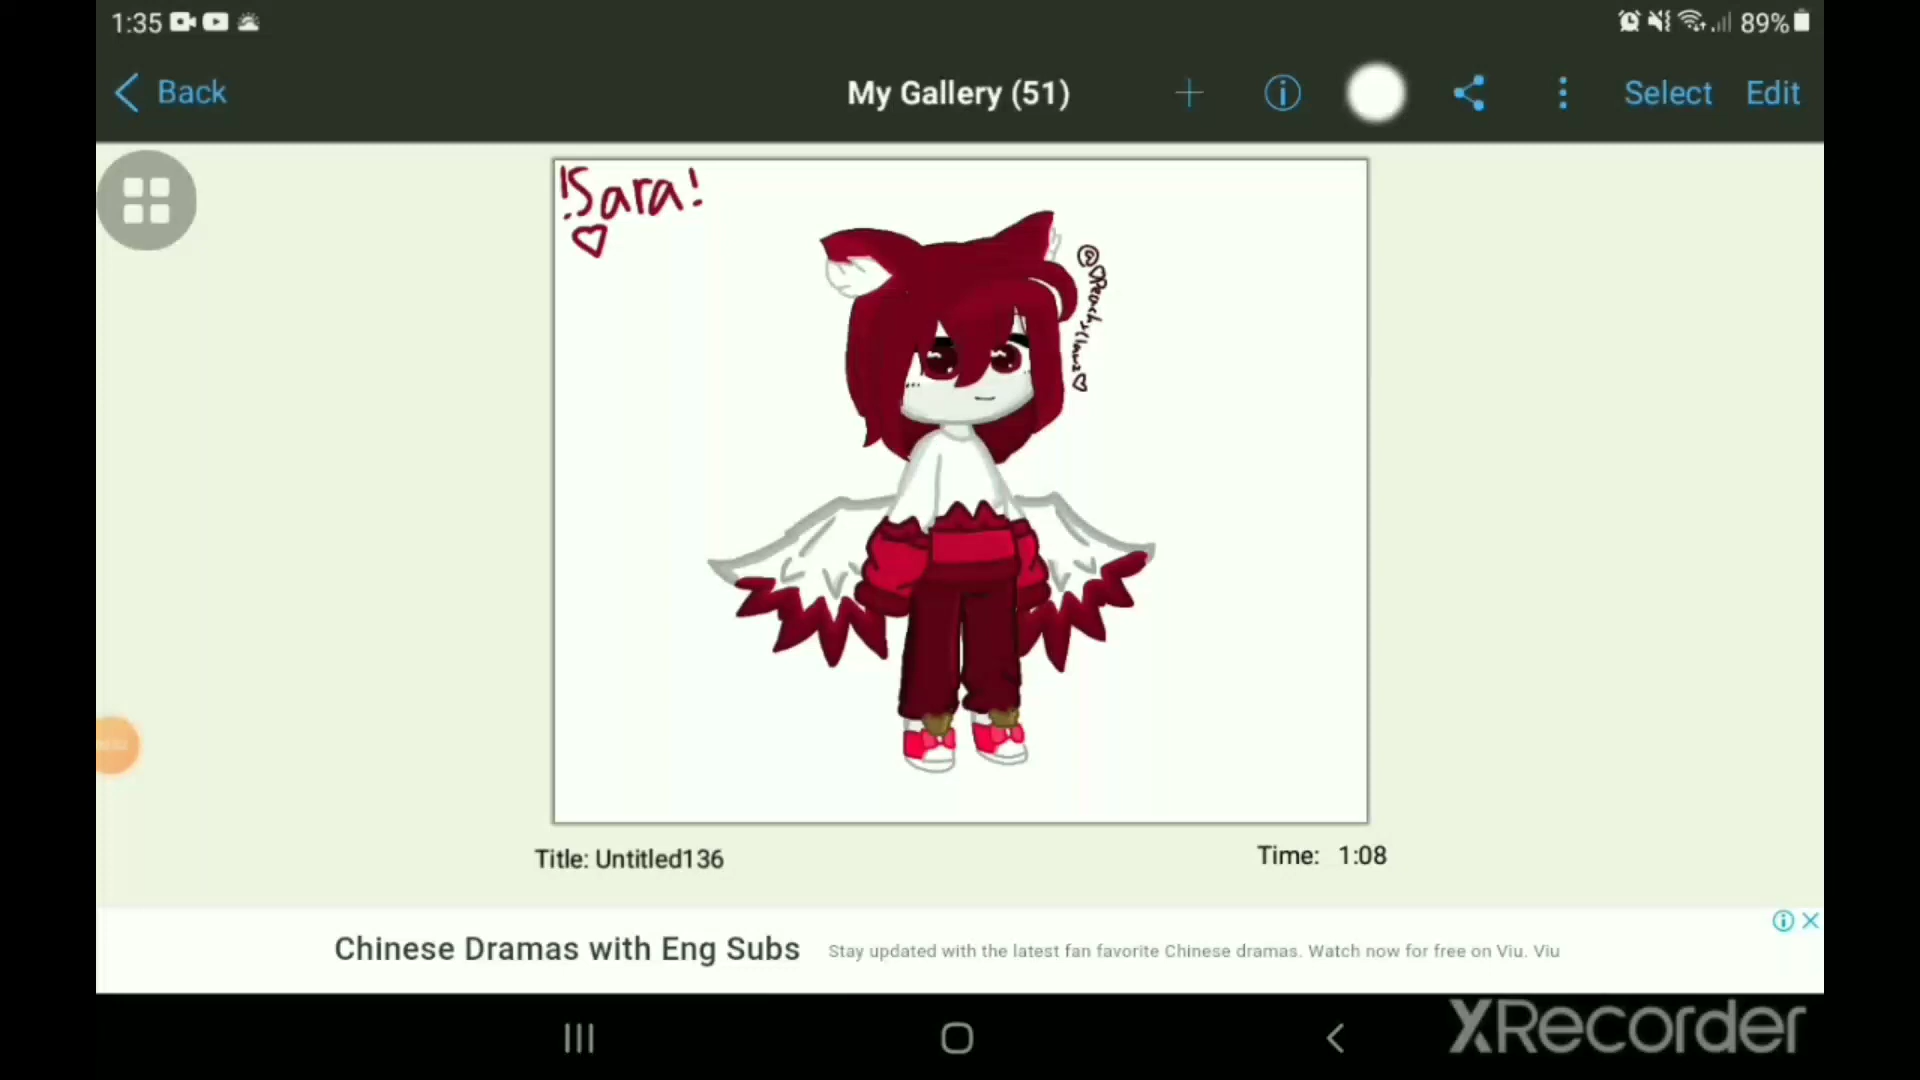 1:35
89%
Back
My Gallery (51)
Select
Edit
!Sara!
Title: Untitled136
Time: 1:08
Chinese Dramas with Eng Subs
Stay updated with the latest fan favorite Chinese dramas. Watch now for free on Viu. Viu
XRecorder